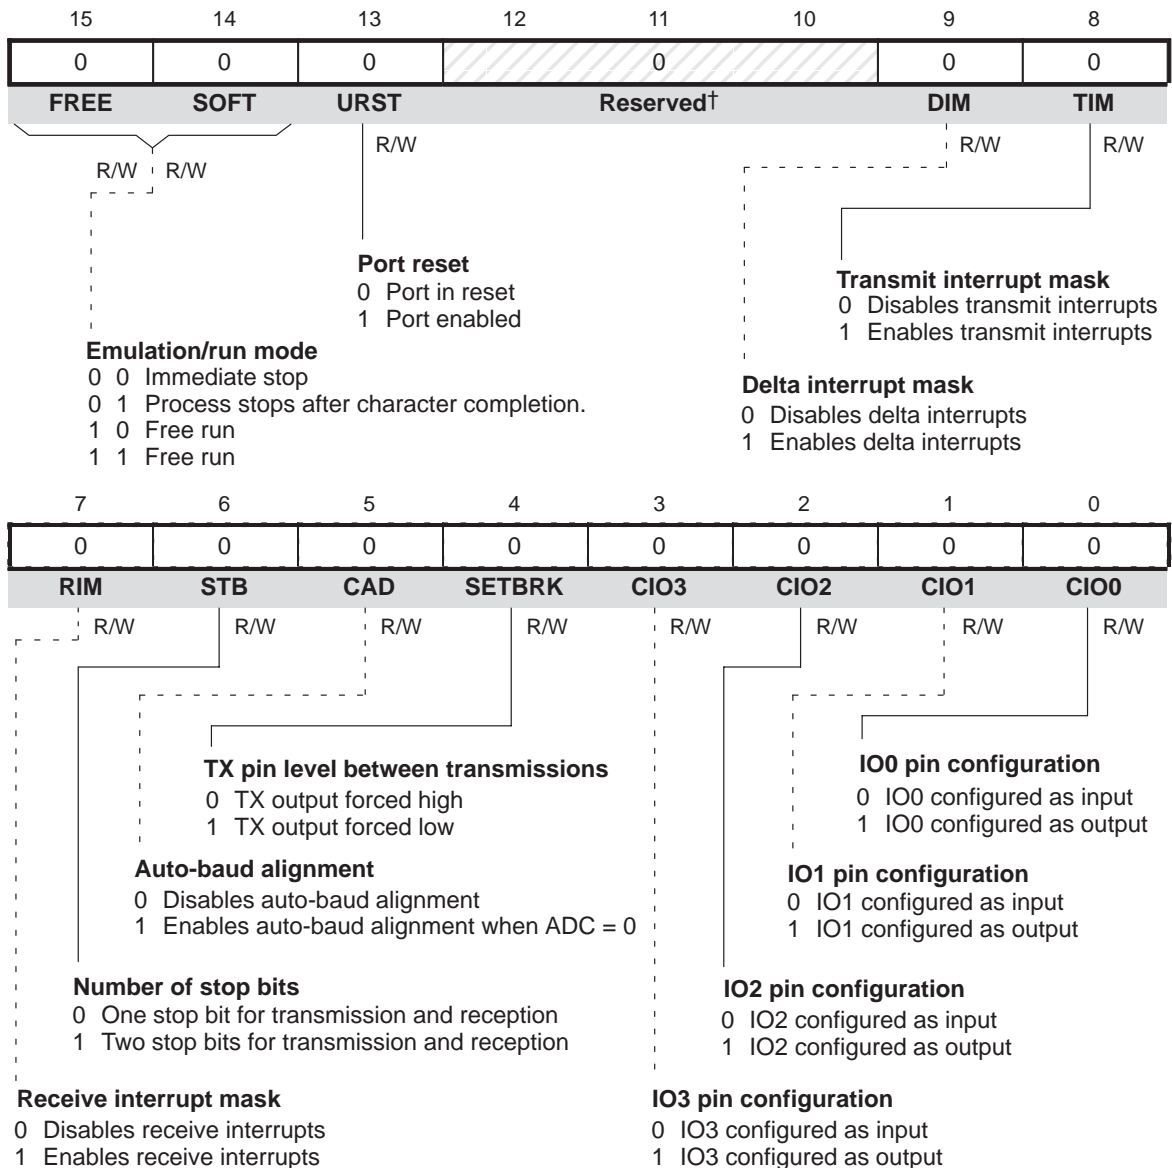 15 14 13 12 11 10 9 8
0 0 0 0 0 0
FREE SOFT URST Reserved† DIM TIM
R/W R/W R/W R/W R/W
Port reset
0 Port in reset
1 Port enabled
Transmit interrupt mask
0 Disables transmit interrupts
1 Enables transmit interrupts
Emulation/run mode
0 0 Immediate stop
0 1 Process stops after character completion.
1 0 Free run
1 1 Free run
Delta interrupt mask
0 Disables delta interrupts
1 Enables delta interrupts
7 6 5 4 3 2 1 0
0 0 0 0 0 0 0 0
RIM STB CAD SETBRK CIO3 CIO2 CIO1 CIO0
R/W R/W R/W R/W R/W R/W R/W R/W
TX pin level between transmissions
0 TX output forced high
1 TX output forced low
IO0 pin configuration
0 IO0 configured as input
1 IO0 configured as output
Auto-baud alignment
0 Disables auto-baud alignment
1 Enables auto-baud alignment when ADC = 0
IO1 pin configuration
0 IO1 configured as input
1 IO1 configured as output
Number of stop bits
0 One stop bit for transmission and reception
1 Two stop bits for transmission and reception
IO2 pin configuration
0 IO2 configured as input
1 IO2 configured as output
Receive interrupt mask
0 Disables receive interrupts
1 Enables receive interrupts
IO3 pin configuration
0 IO3 configured as input
1 IO3 configured as output